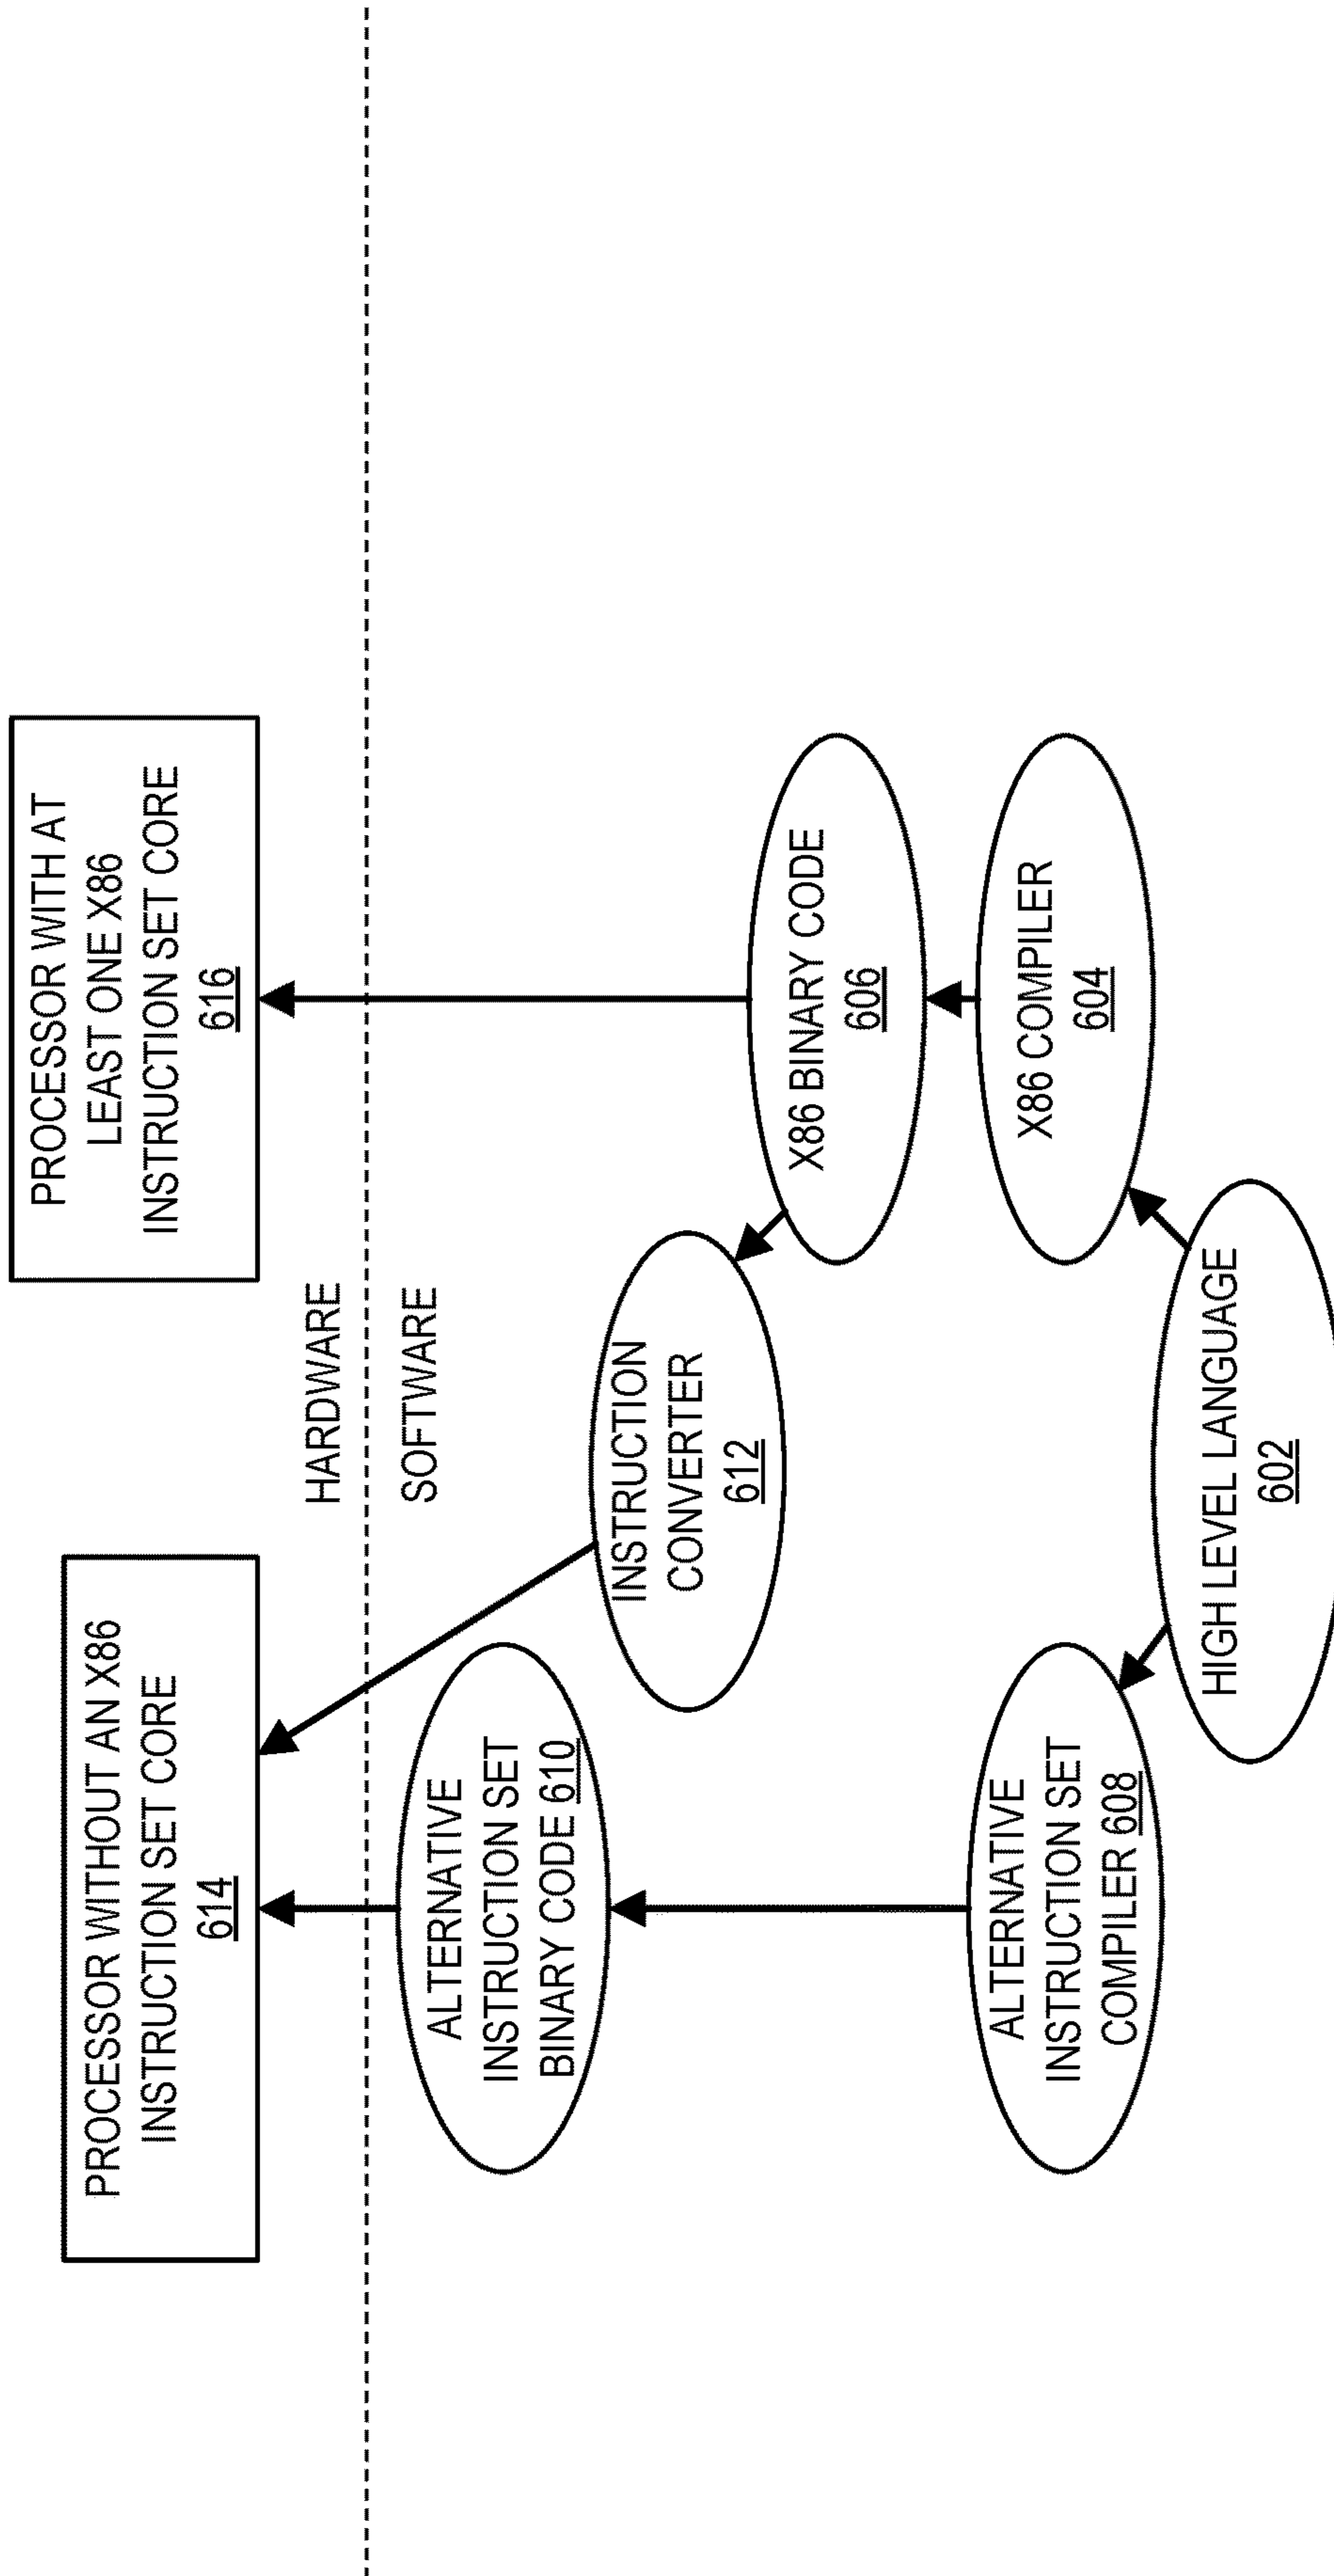 PROCESSOR WITHOUT AN X86
INSTRUCTION SET CORE
614
PROCESSOR WITH AT
LEAST ONE X86
INSTRUCTION SET CORE
616
HARDWARE
SOFTWARE
ALTERNATIVE
INSTRUCTION SET
BINARY CODE 610
INSTRUCTION
CONVERTER
612
X86 BINARY CODE
606
ALTERNATIVE
INSTRUCTION SET
COMPILER 608
X86 COMPILER
604
HIGH LEVEL LANGUAGE
602